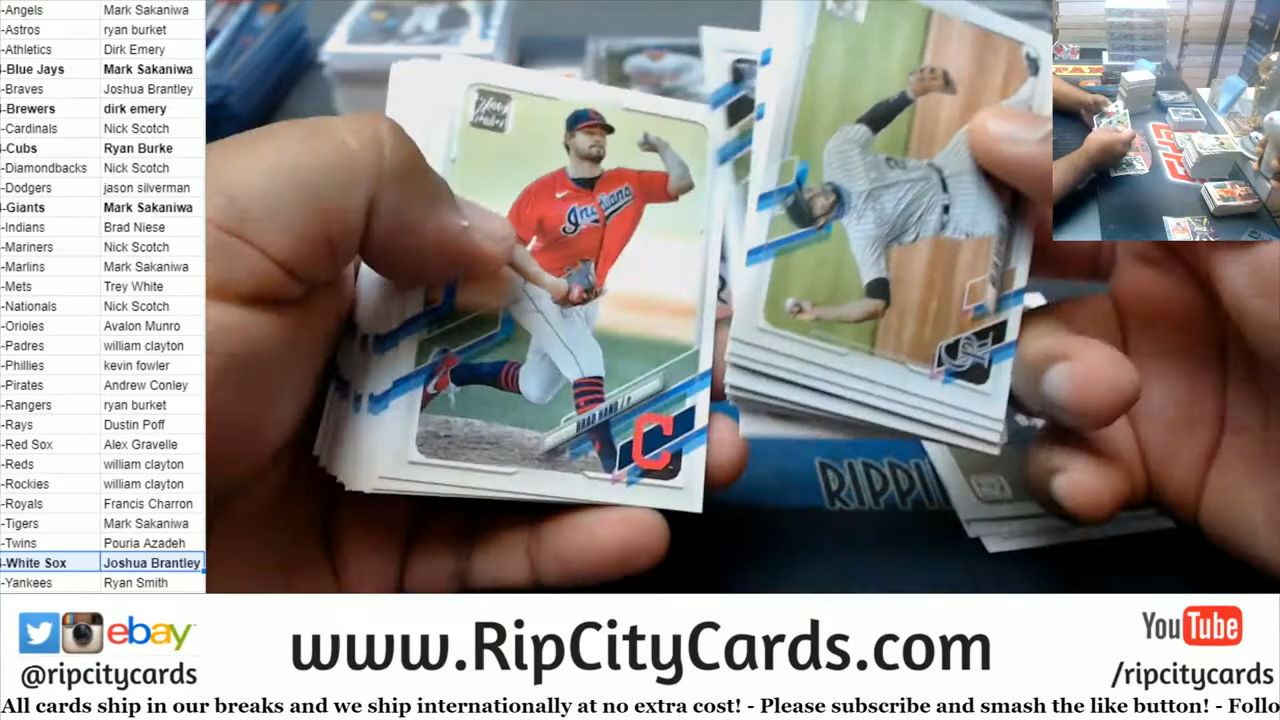 -Angels Mark Sakaniwa
-Astros ryan burket
-Athletics Dirk Emery
-Blue Jays Mark Sakaniwa
-Braves Joshua Brantley
-Brewers dirk emery
-Cardinals Nick Scotch
-Cubs Ryan Burke
-Diamondbacks Nick Scotch
-Dodgers jason silverman
-Giants Mark Sakaniwa
-Indians Brad Niese
-Mariners Nick Scotch
-Marlins Mark Sakaniwa
-Mets Trey White
-Nationals Nick Scotch
-Orioles Avalon Munro
-Padres william clayton
-Phillies kevin fowler
-Pirates Andrew Conley
-Rangers ryan burket
-Rays Dustin Poff
-Red Sox Alex Gravelle
-Reds william clayton
-Rockies william clayton
-Royals Francis Charron
-Tigers Mark Sakaniwa
-Twins Pouria Azadeh
-White Sox Joshua Brantley
-Yankees Ryan Smith
Indians
BRAD HAND
C
CR
RIPPI
ebay
@ripcitycards
www.RipCityCards.com
YouTube
/ripcitycards
All cards ship in our breaks and we ship internationally at no extra cost! - Please subscribe and smash the like button! - Follo